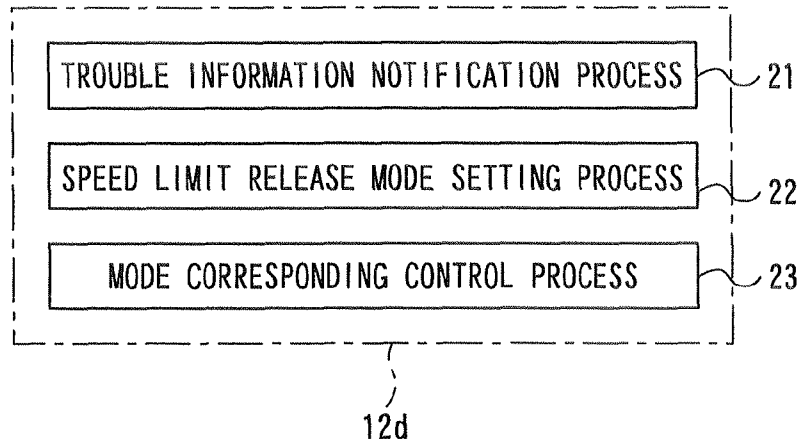 TROUBLE INFORMATION NOTIFICATION PROCESS 21
SPEED LIMIT RELEASE MODE SETTING PROCESS 22
MODE CORRESPONDING CONTROL PROCESS 23
12d